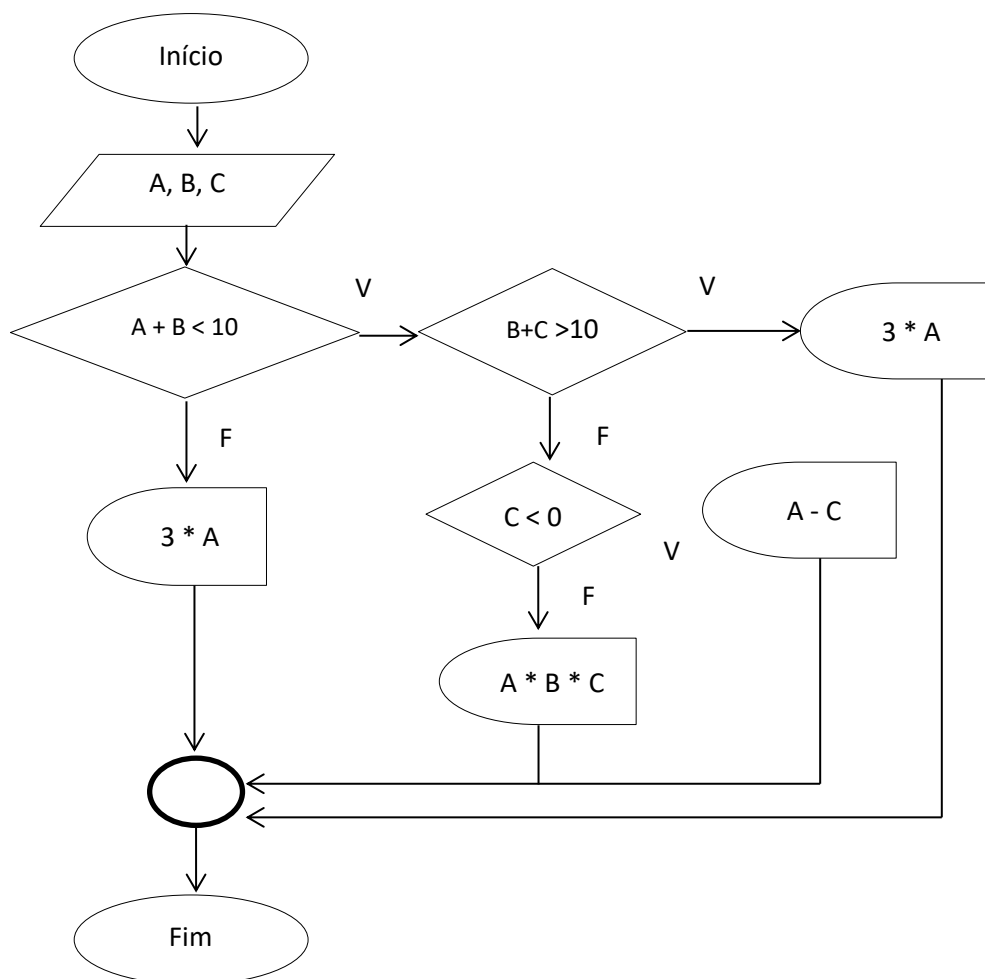 Início
A, B, C
A + B < 10
V
B+C >10
V
3 * A
F
3 * A
F
C < 0
V
A - C
F
A * B * C
Fim